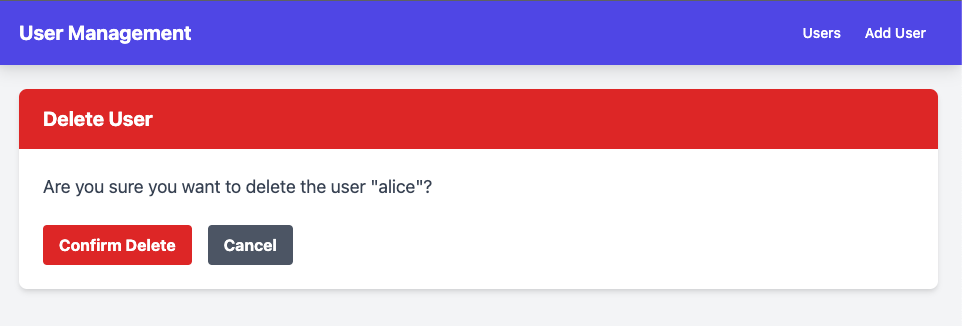 User Management
Users Add User
Delete User
Are you sure you want to delete the user "alice"?
Confirm Delete Cancel